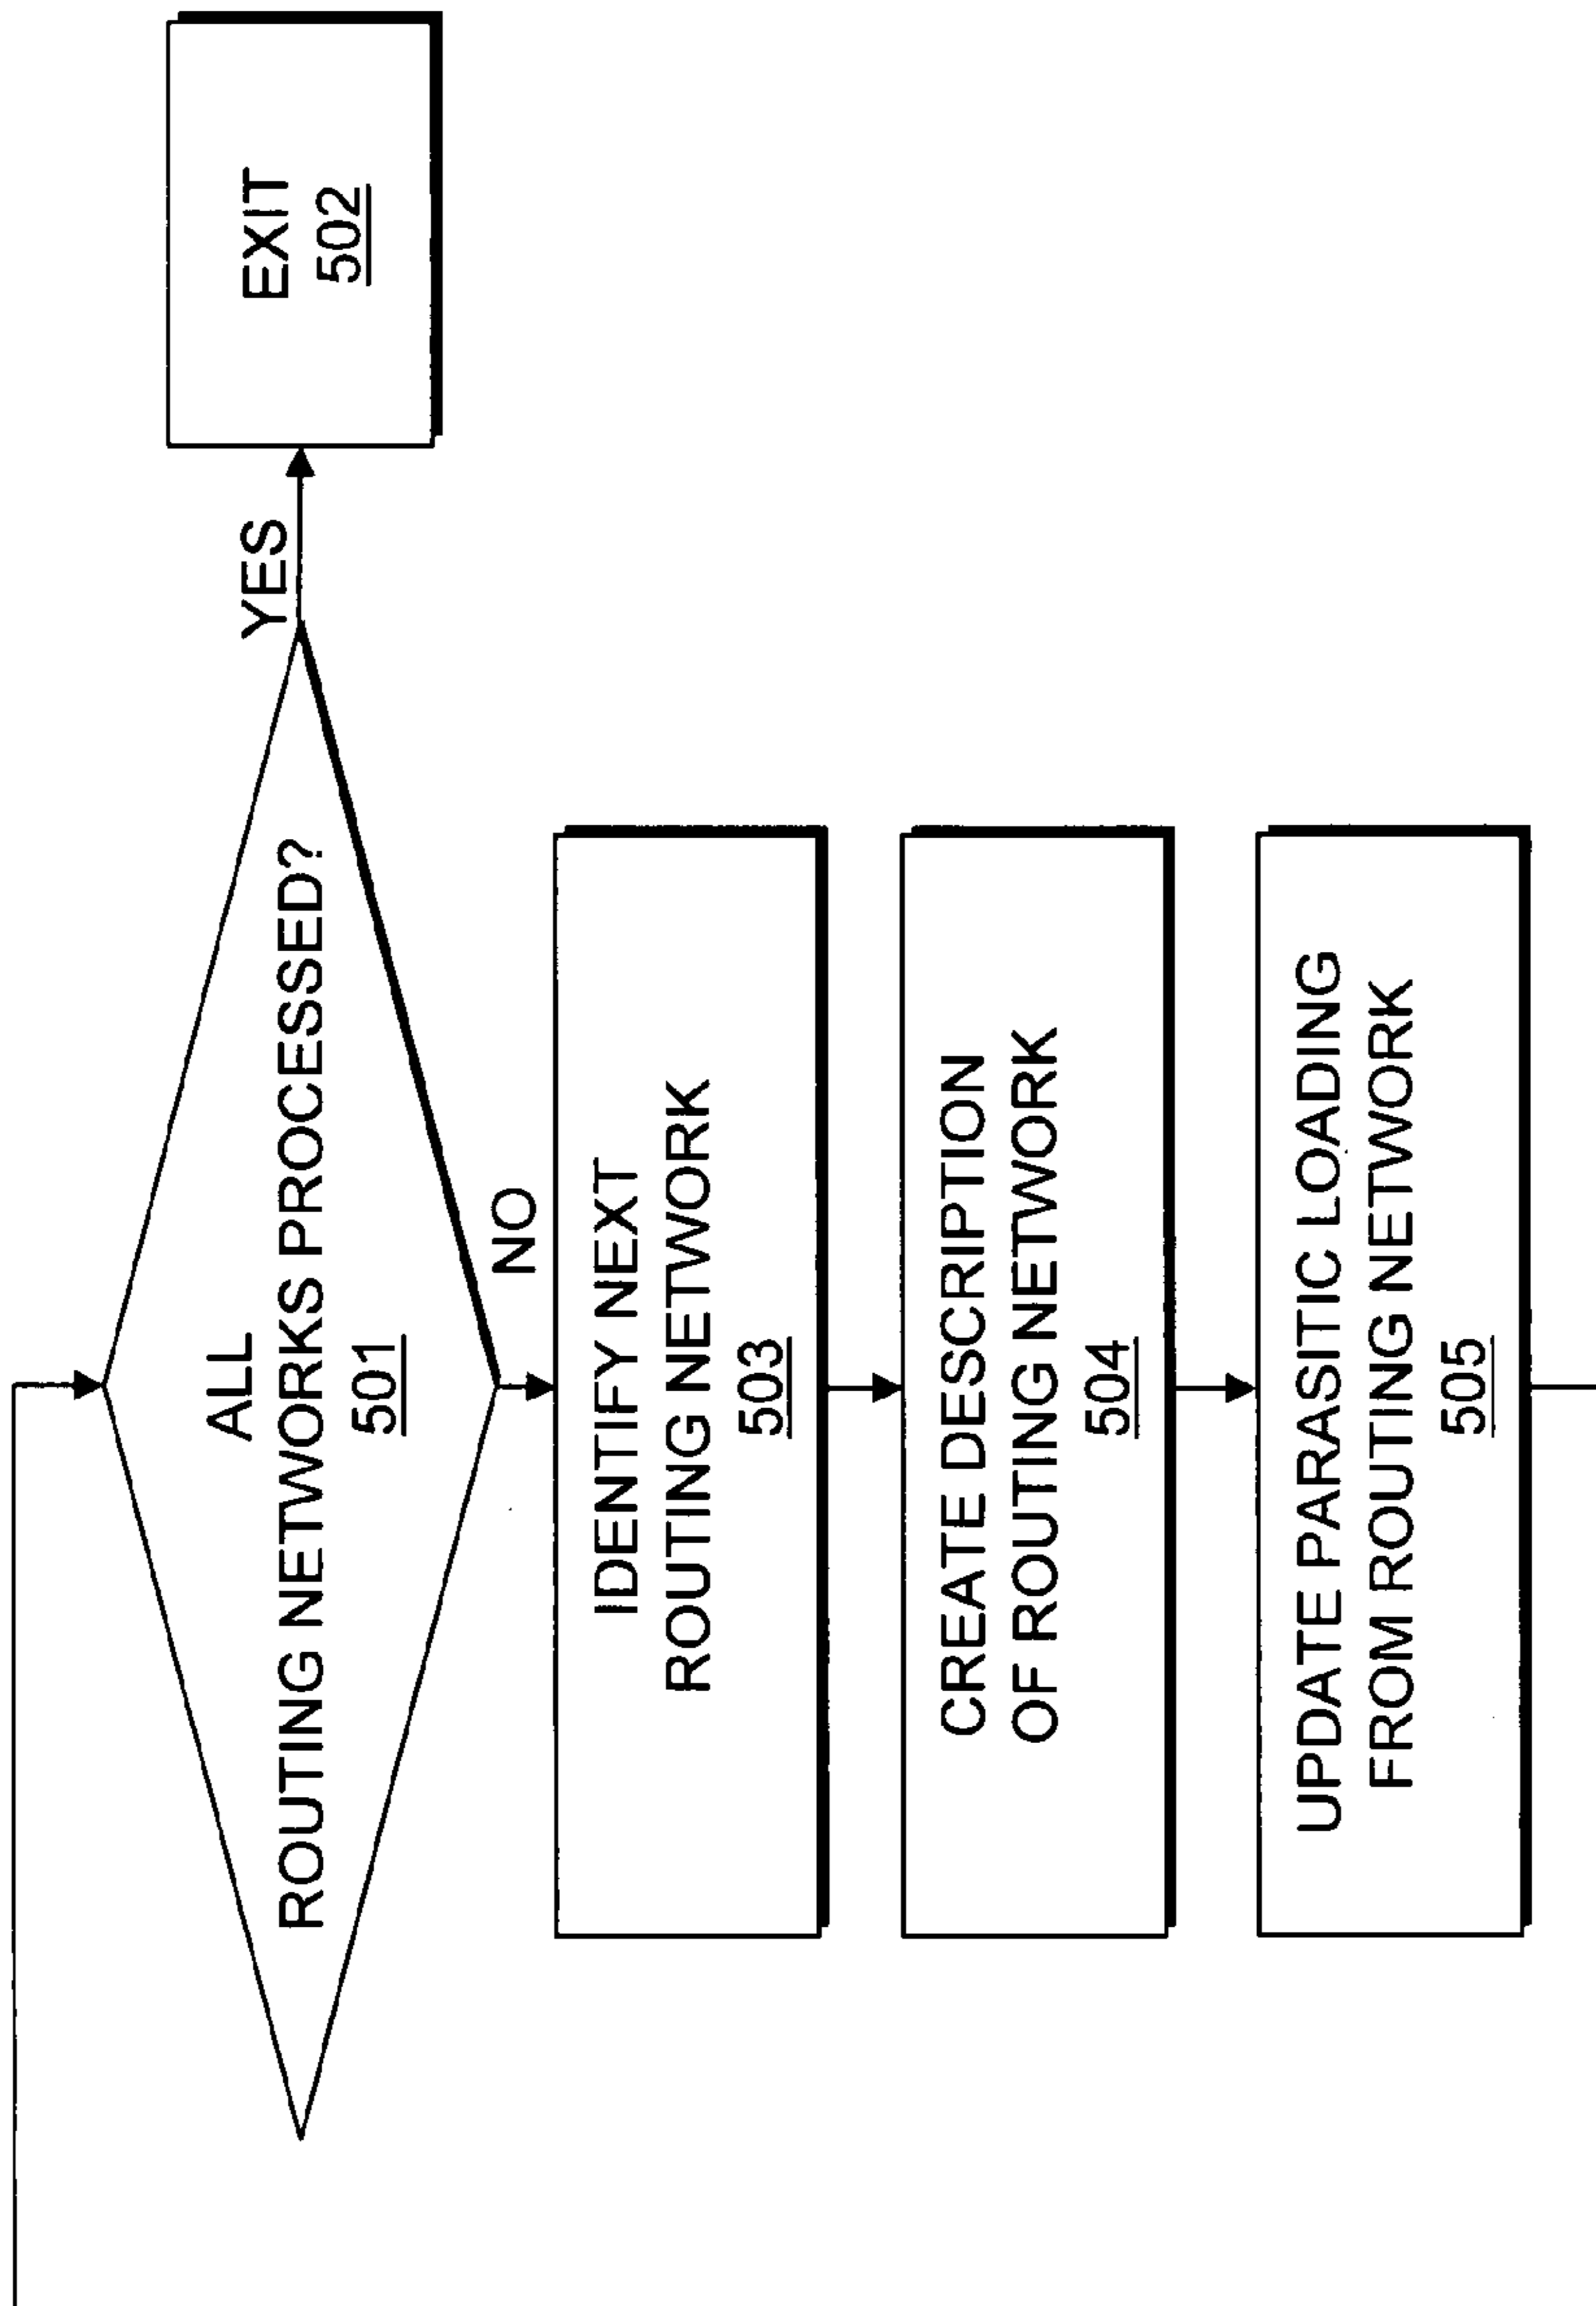 ALL
ROUTING NETWORKS PROCESSED?
501
YES
EXIT
502
NO
IDENTIFY NEXT
ROUTING NETWORK
503
CREATE DESCRIPTION
OF ROUTING NETWORK
504
UPDATE PARASITIC LOADING
FROM ROUTING NETWORK
505